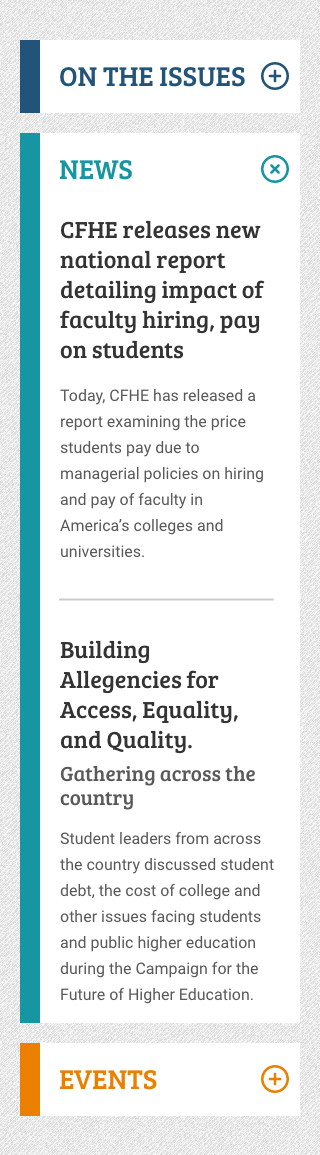 ON THE ISSUES
NEWS
CFHE releases new
national report
detailing impact of
faculty hiring, pay
on students
Today, CFHE has released a
report examining the price
students pay due to
managerial policies on hiring
and pay of faculty in
America’s colleges and
universities.
Building
Allegencies for
Access, Equality,
and Quality.
Gathering across the
country
Student leaders from across
the country discussed student
debt, the cost of college and
other issues facing students
and public higher education
during the Campaign for the
Future of Higher Education.
EVENTS